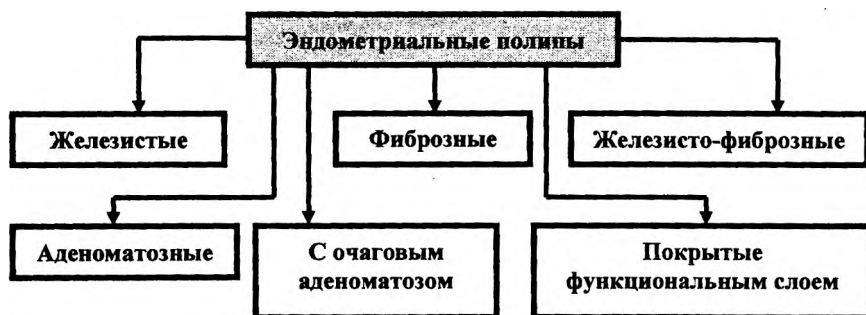 Эндометриальные полипы
Железистые
Фиброзные
Железисто-фиброзные
Аденоматозные
С очаговым
аденоматозом
Покрытые
функциональным слоем